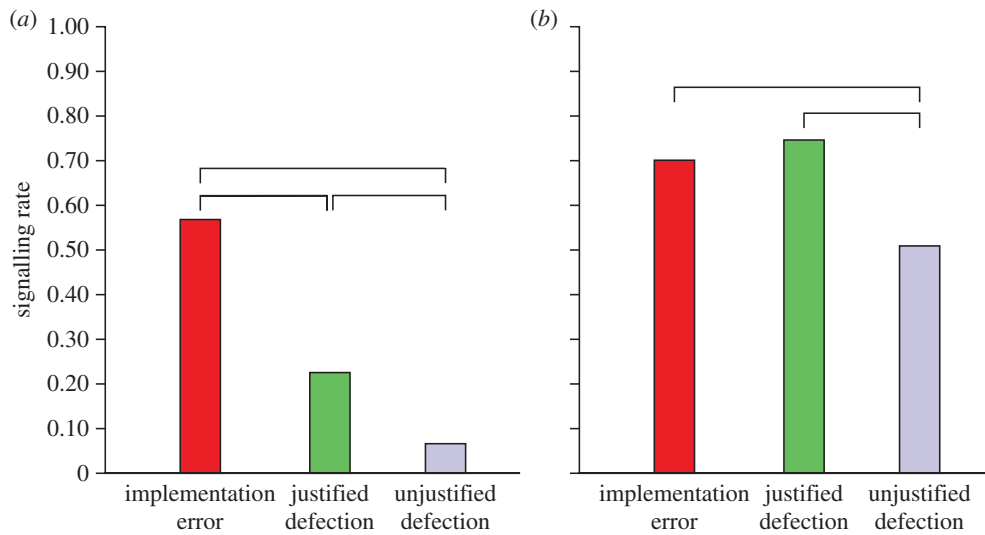 (a)
(b)
1.00
0.90
0.80
0.70
0.60
0.50
0.40
0.30
0.20
0.10
0
signalling rate
implementation
error
justified
defection
unjustified
defection
implementation
error
justified
defection
unjustified
defection